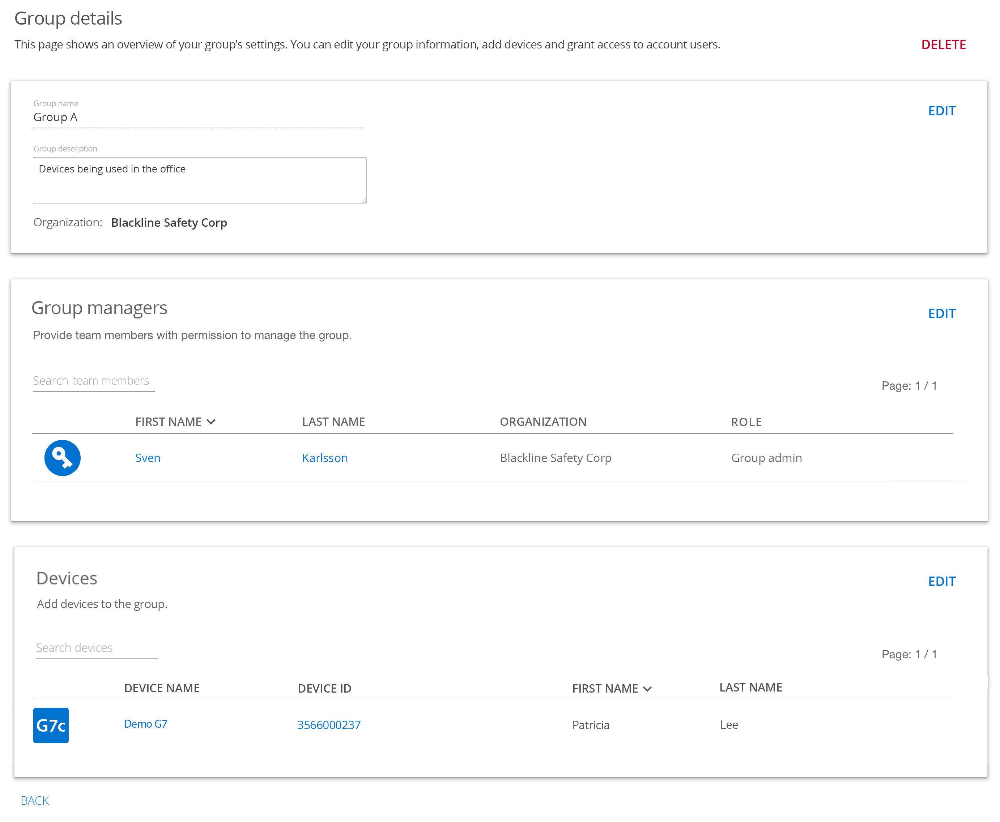 Group details
This page shows an overview of your group’s settings. You can edit your group information, add devices and grant access to account users.
DELETE
Group name
Group A
EDIT
Group description
Devices being used in the office
Organization: Blackline Safety Corp
Group managers
EDIT
Provide team members with permission to manage the group.
Search team members
Page: 1 / 1
FIRST NAME LAST NAME ORGANIZATION ROLE
Sven Karlsson Blackline Safety Corp Group admin
Devices
EDIT
Add devices to the group.
Search devices
Page: 1 / 1
DEVICE NAME DEVICE ID FIRST NAME LAST NAME
G7c Demo G7 3566000237 Patricia Lee
BACK